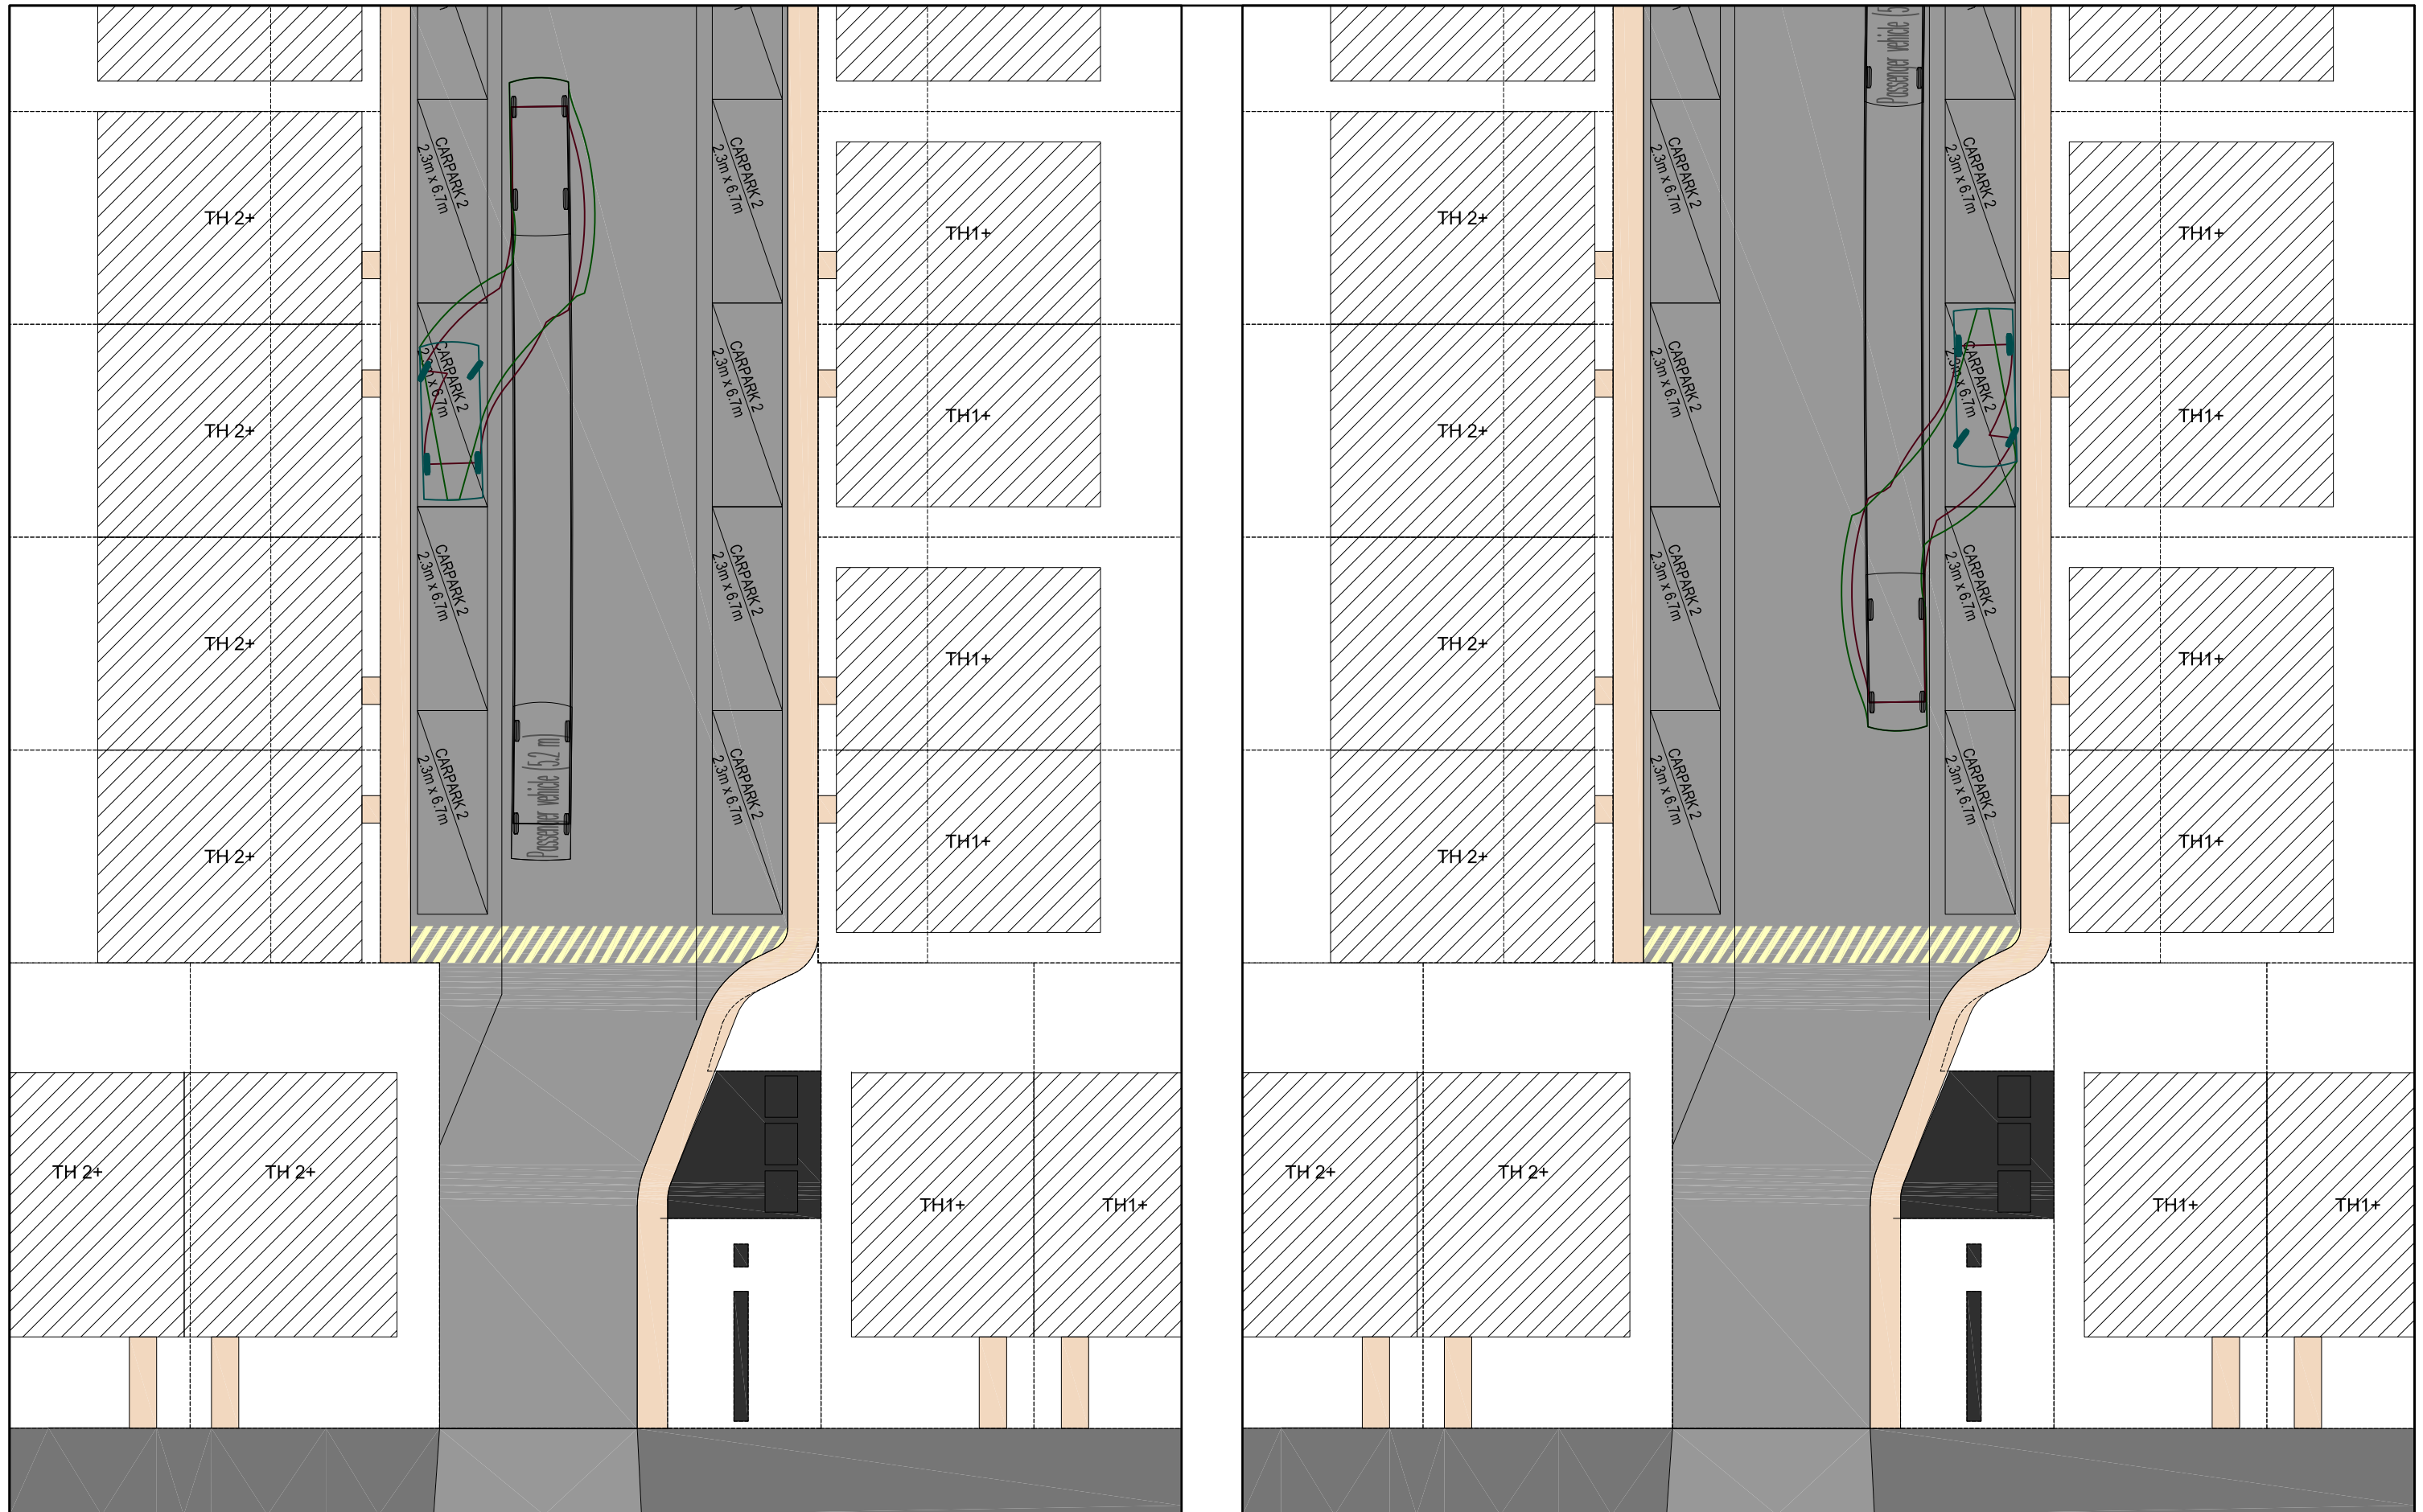 CARPARK 2
2.3m x 6.7m
CARPARK 2
2.3m x 6.7m
TH 2+
TH1+
CARPARK 2
2.3m x 6.7m
CARPARK 2
2.3m x 6.7m
TH 2+
TH1+
CARPARK 2
2.3m x 6.7m
CARPARK 2
2.3m x 6.7m
TH 2+
TH1+
CARPARK 2
2.3m x 6.7m
Passenger vehicle (5.2 m)
CARPARK 2
2.3m x 6.7m
TH 2+
TH1+
TH 2+
TH 2+
TH1+
TH1+
Passenger vehicle (5
CARPARK 2
2.3m x 6.7m
CARPARK 2
2.3m x 6.7m
TH 2+
TH1+
CARPARK 2
2.3m x 6.7m
CARPARK 2
2.3m x 6.7m
TH 2+
TH1+
CARPARK 2
2.3m x 6.7m
CARPARK 2
2.3m x 6.7m
TH 2+
TH1+
CARPARK 2
2.3m x 6.7m
CARPARK 2
2.3m x 6.7m
TH 2+
TH1+
TH 2+
TH 2+
TH1+
TH1+